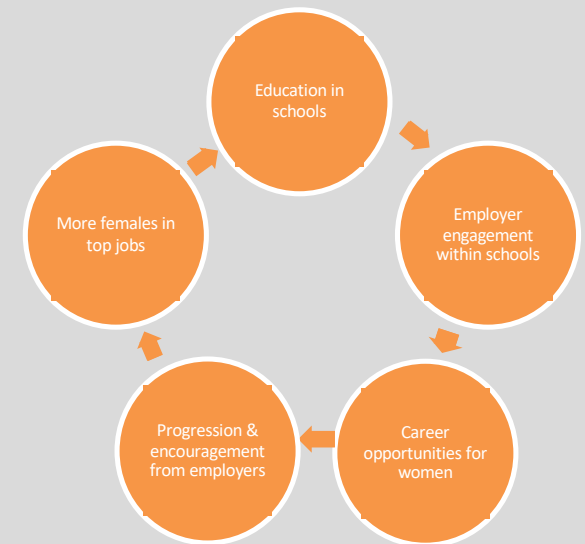 Education in
schools
Employer
engagement
within schools
Career
opportunities for
women
Progression &
encouragement
from employers
More females in
top jobs